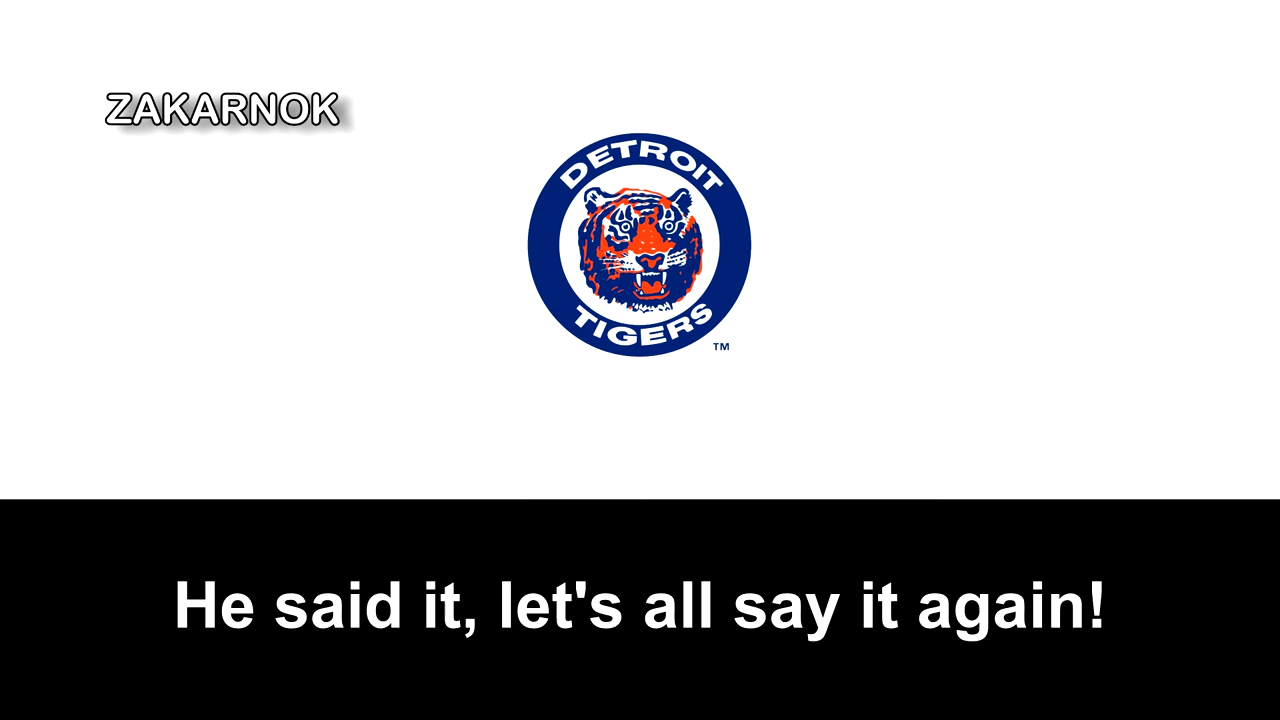 ZAKARNOK
DETROIT
TIGERS
TM
He said it, let's all say it again!